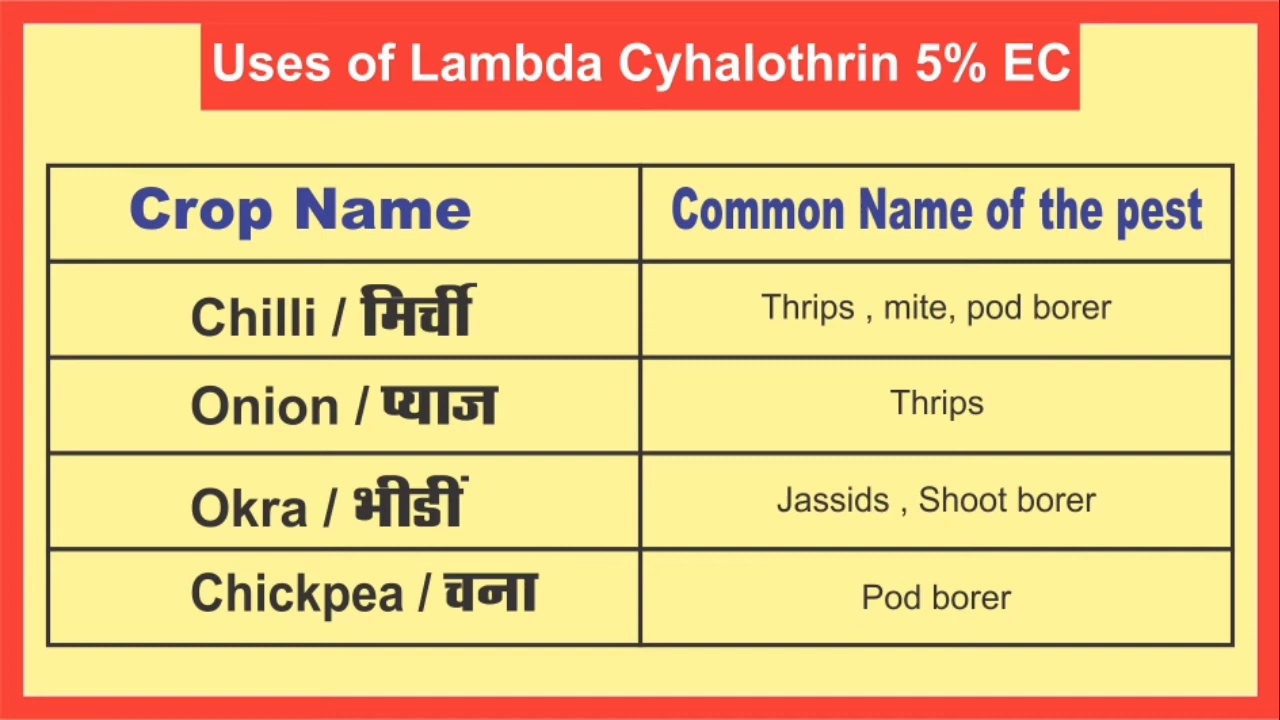 Uses of Lambda Cyhalothrin 5% EC
Crop Name
Common Name of the pest
Chilli / मिर्ची
Thrips , mite, pod borer
Onion / प्याज
Thrips
Okra / भीडीं
Jassids , Shoot borer
Chickpea / चना
Pod borer